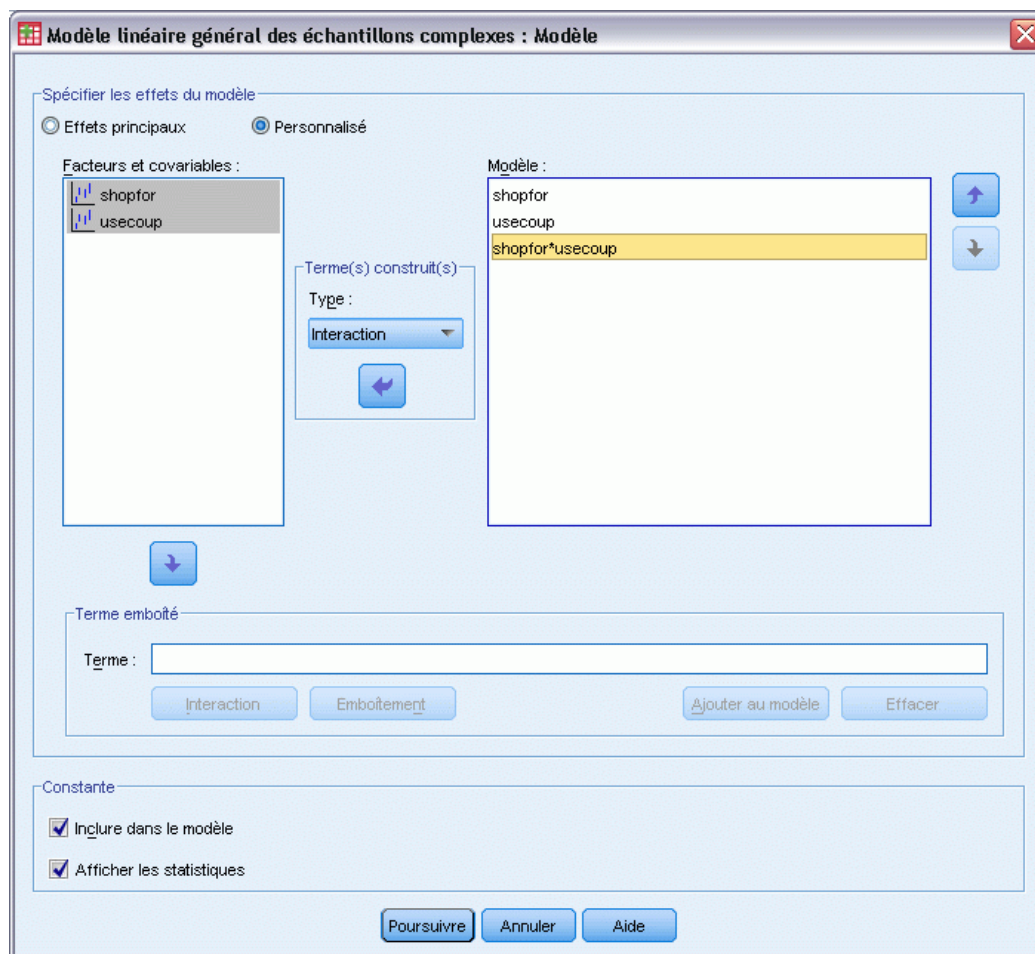 Modèle linéaire général des échantillons complexes : Modèle
Spécifier les effets du modèle
Effets principaux
Personnalisé
Facteurs et covariables :
shopfor
usecoup
Terme(s) construit(s)
Type :
Interaction
Modèle :
shopfor
usecoup
shopfor*usecoup
Terme emboîté
Terme :
Interaction
Emboîtement
Ajouter au modèle
Effacer
Constante
Inclure dans le modèle
Afficher les statistiques
Poursuivre
Annuler
Aide